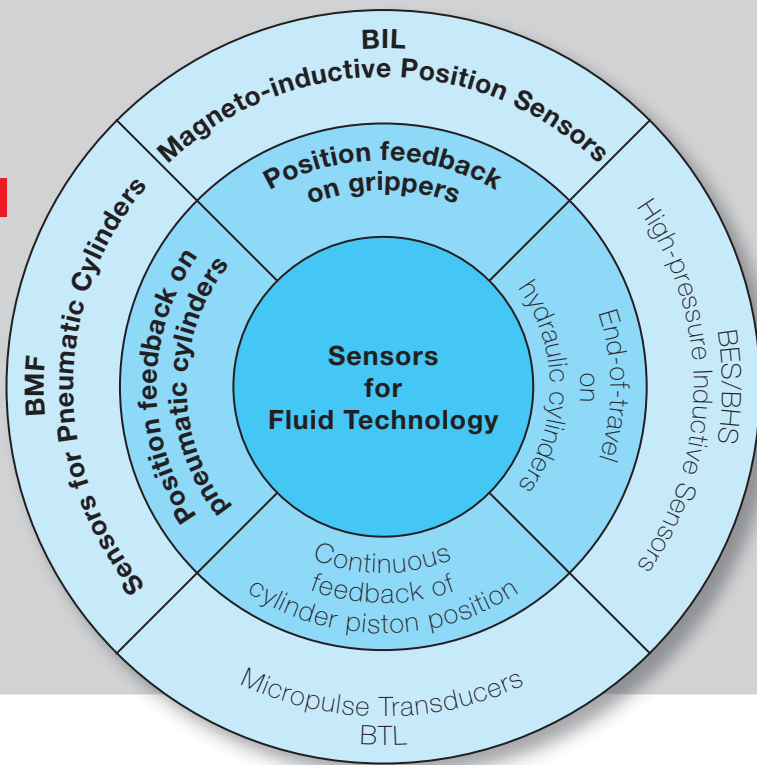 BIL
Magneto-inductive Position Sensors
Position feedback
on grippers
BMF
Sensors for Pneumatic Cylinders
Position feedback on
pneumatic cylinders
Sensors
for
Fluid Technology
End-of-travel
on
hydraulic cylinders
BES/BHS
High-pressure Inductive Sensors
Continuous
feedback of
cylinder piston position
Micropulse Transducers
BTL